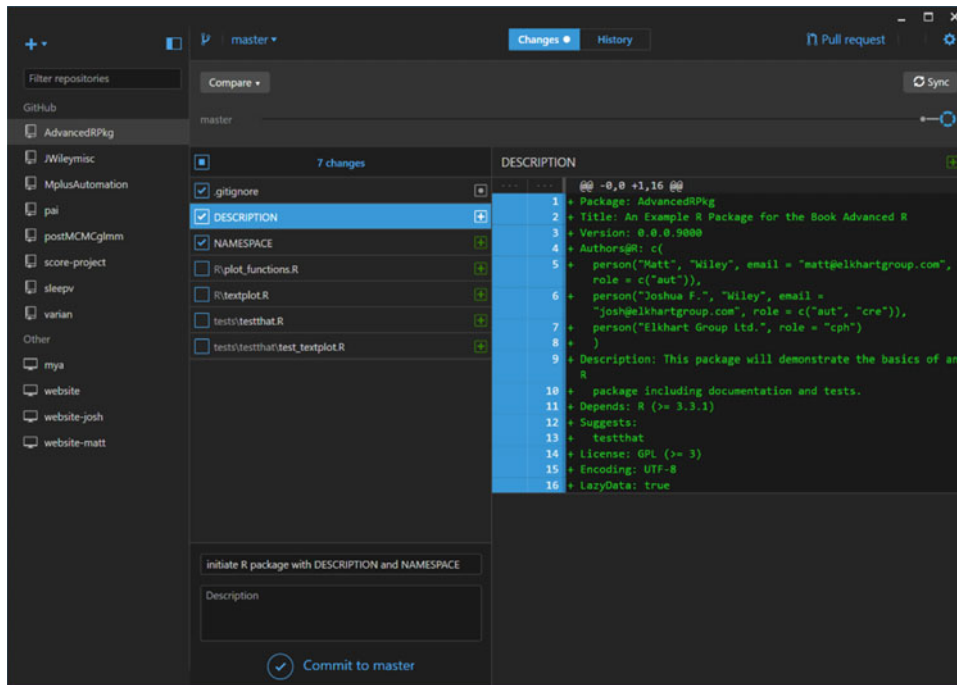 master
Changes
History
Pull request
Filter repositories
Compare
Sync
GitHub
master
AdvancedRPkg
JWileymisc
MplusAutomation
pai
postMCMCglmm
score-project
sleepv
varian
Other
mya
website
website-josh
website-matt
7 changes
.gitignore
DESCRIPTION
NAMESPACE
R\plot_functions.R
R\textplot.R
tests\testthat.R
tests\testthat\test_textplot.R
initiate R package with DESCRIPTION and NAMESPACE
Description
Commit to master
DESCRIPTION
@@ -0,0 +1,16 @@
1 + Package: AdvancedRPkg
2 + Title: An Example R Package for the Book Advanced R
3 + Version: 0.0.0.9000
4 + Authors@R: c(
5 + person("Matt", "Wiley", email = "matt@elkhartgroup.com",
role = c("aut")),
6 + person("Joshua F.", "Wiley", email =
"josh@elkhartgroup.com", role = c("aut", "cre")),
7 + person("Elkhart Group Ltd.", role = "cph")
8 + )
9 + Description: This package will demonstrate the basics of an
R
10 + package including documentation and tests.
11 + Depends: R (>= 3.3.1)
12 + Suggests:
13 + testthat
14 + License: GPL (>= 3)
15 + Encoding: UTF-8
16 + LazyData: true